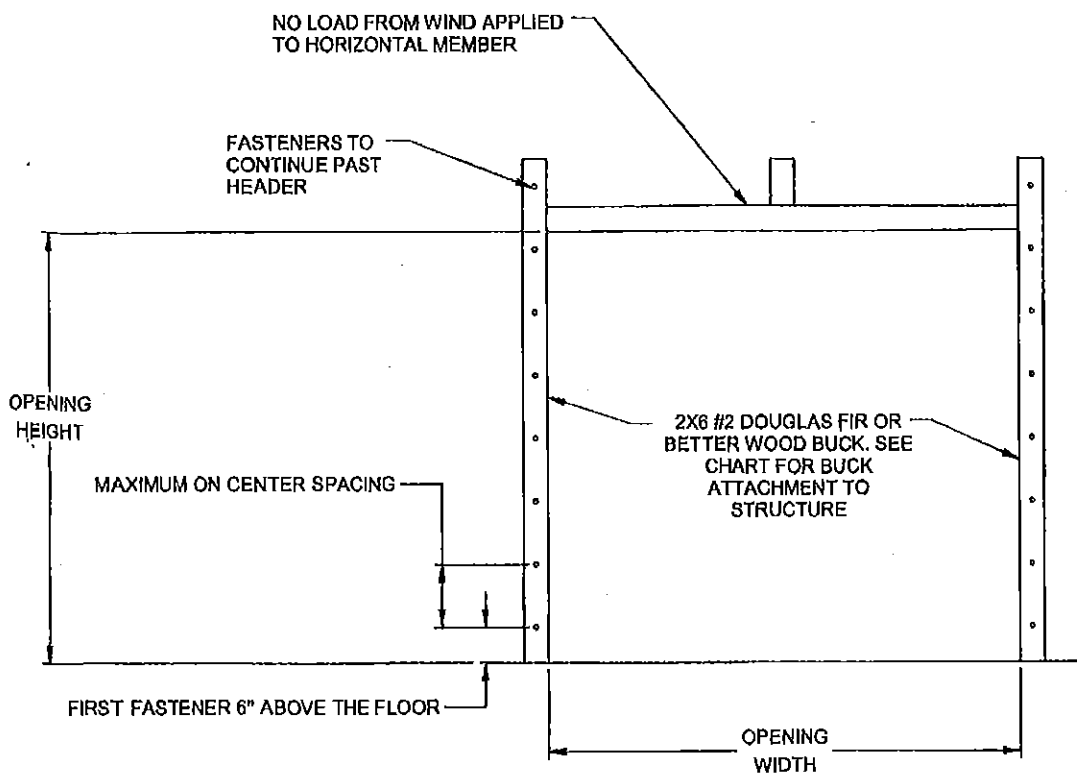 NO LOAD FROM WIND APPLIED
TO HORIZONTAL MEMBER
FASTENERS TO
CONTINUE PAST
HEADER
OPENING
HEIGHT
2X6 #2 DOUGLAS FIR OR
BETTER WOOD BUCK. SEE
CHART FOR BUCK
ATTACHMENT TO
STRUCTURE
MAXIMUM ON CENTER SPACING
FIRST FASTENER 6" ABOVE THE FLOOR
OPENING
WIDTH